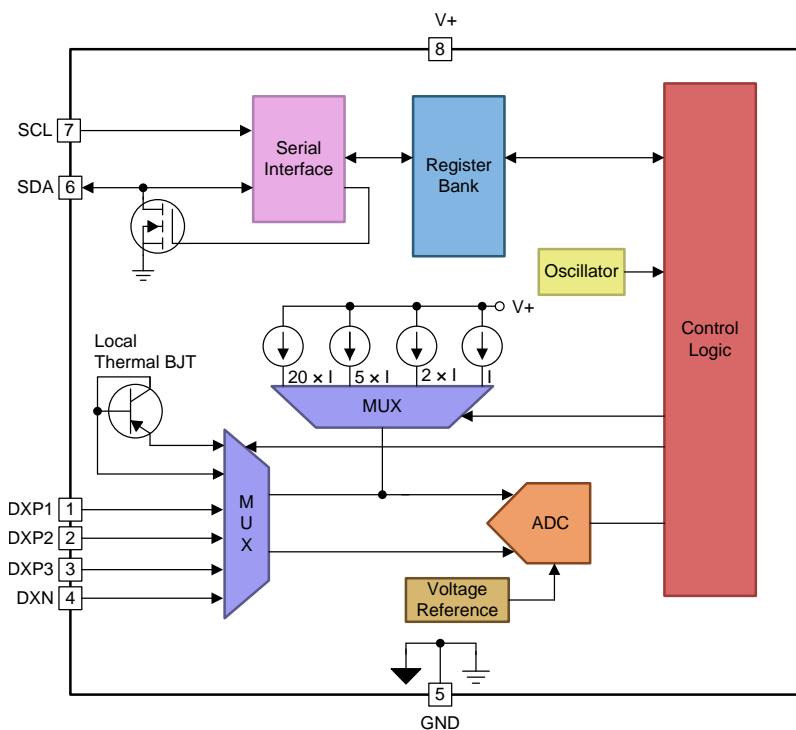 V+
8
SCL
7
Serial
Interface
Register
Bank
SDA
6
Oscillator
Control
Logic
V+
Local
Thermal BJT
20 × I
5 × I
2 × I
I
MUX
M
U
X
DXP1
1
DXP2
2
DXP3
3
DXN
4
ADC
Voltage
Reference
5
GND